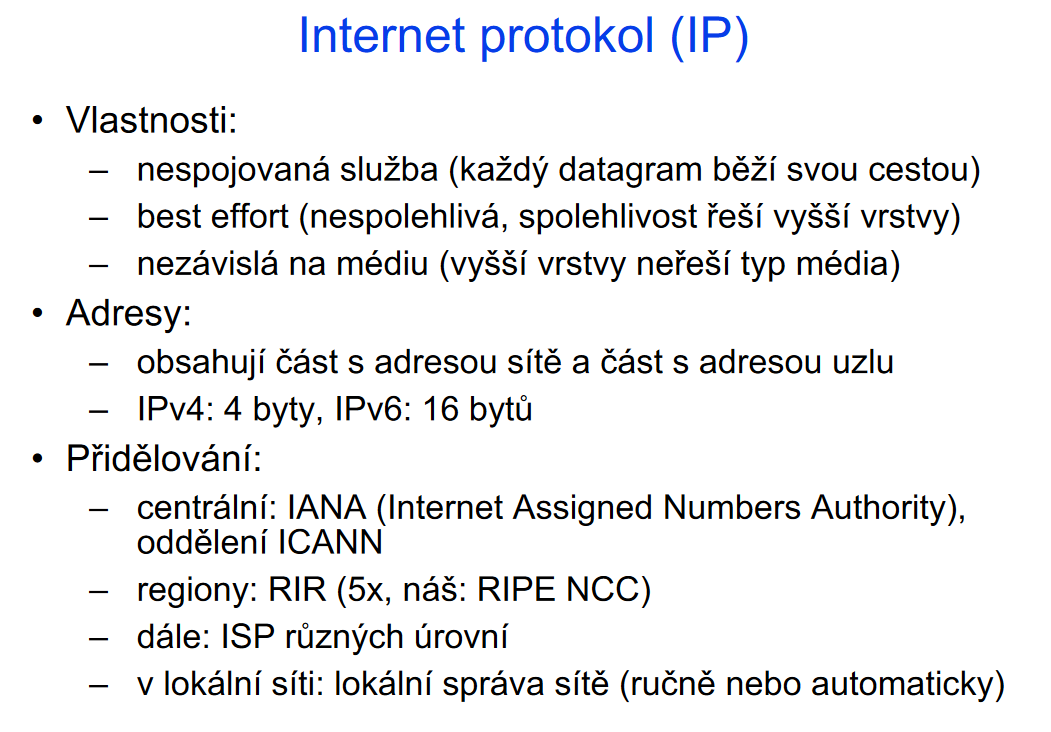 Internet protokol (IP)
• Vlastnosti:
– nespojovaná služba (každý datagram běží svou cestou)
– best effort (nespolehlivá, spolehlivost řeší vyšší vrstvy)
– nezávislá na médiu (vyšší vrstvy neřeší typ média)
• Adresy:
– obsahují část s adresou sítě a část s adresou uzlu
– IPv4: 4 byty, IPv6: 16 bytů
• Přidělování:
– centrální: IANA (Internet Assigned Numbers Authority),
oddělení ICANN
– regiony: RIR (5x, náš: RIPE NCC)
– dále: ISP různých úrovní
– v lokální síti: lokální správa sítě (ručně nebo automaticky)